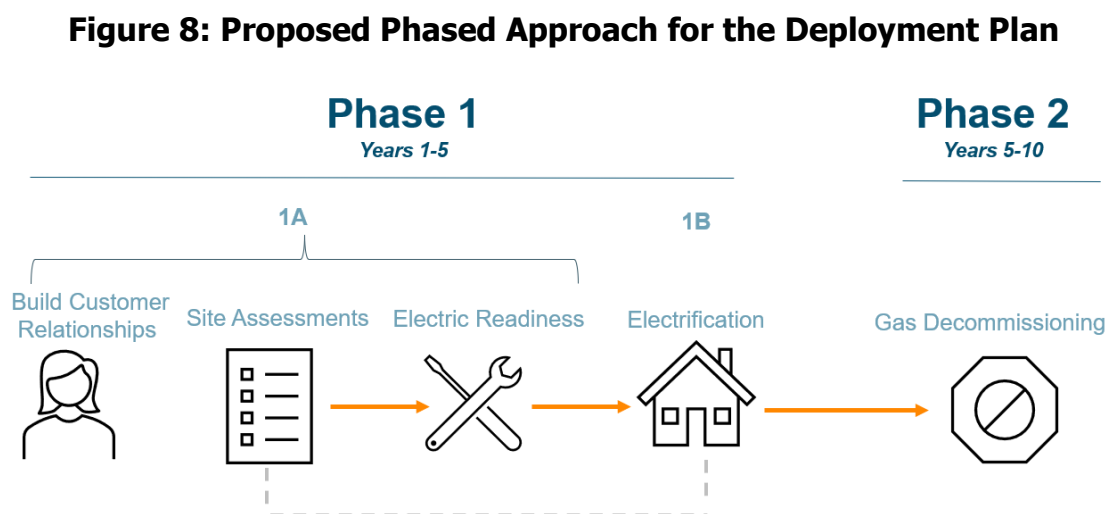 Figure 8: Proposed Phased Approach for the Deployment Plan
Phase 1
Years 1-5
Phase 2
Years 5-10
1A
1B
Build Customer
Relationships
Site Assessments
Electric Readiness
Electrification
Gas Decommissioning